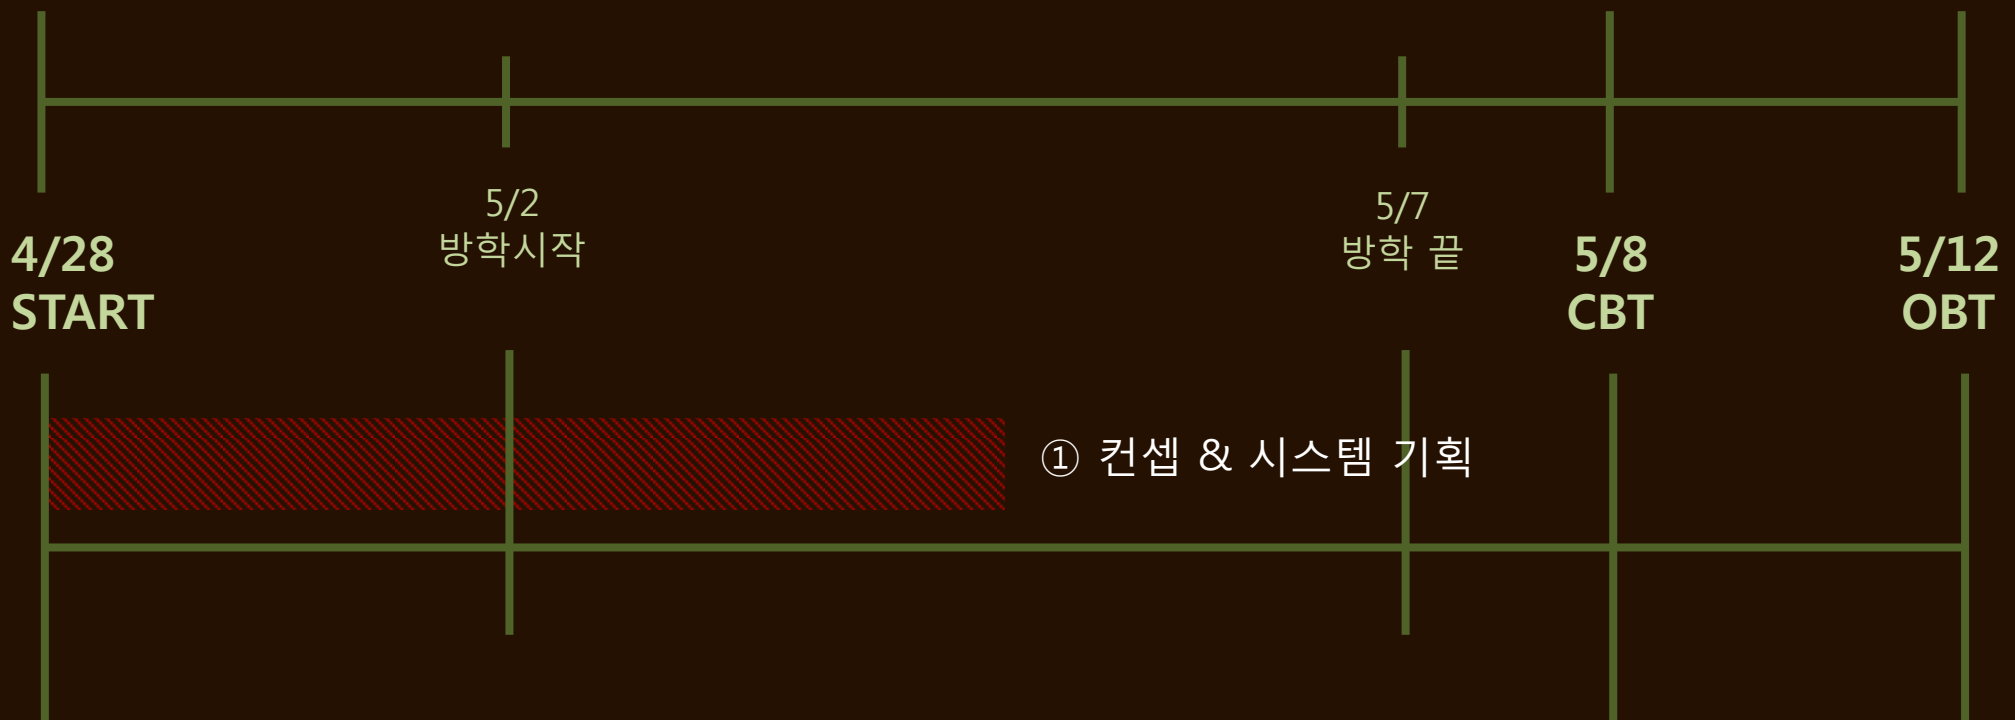 4/28
START
5/2
방학시작
5/7
방학 끝
5/8
CBT
5/12
OBT
① 컨셉 & 시스템 기획